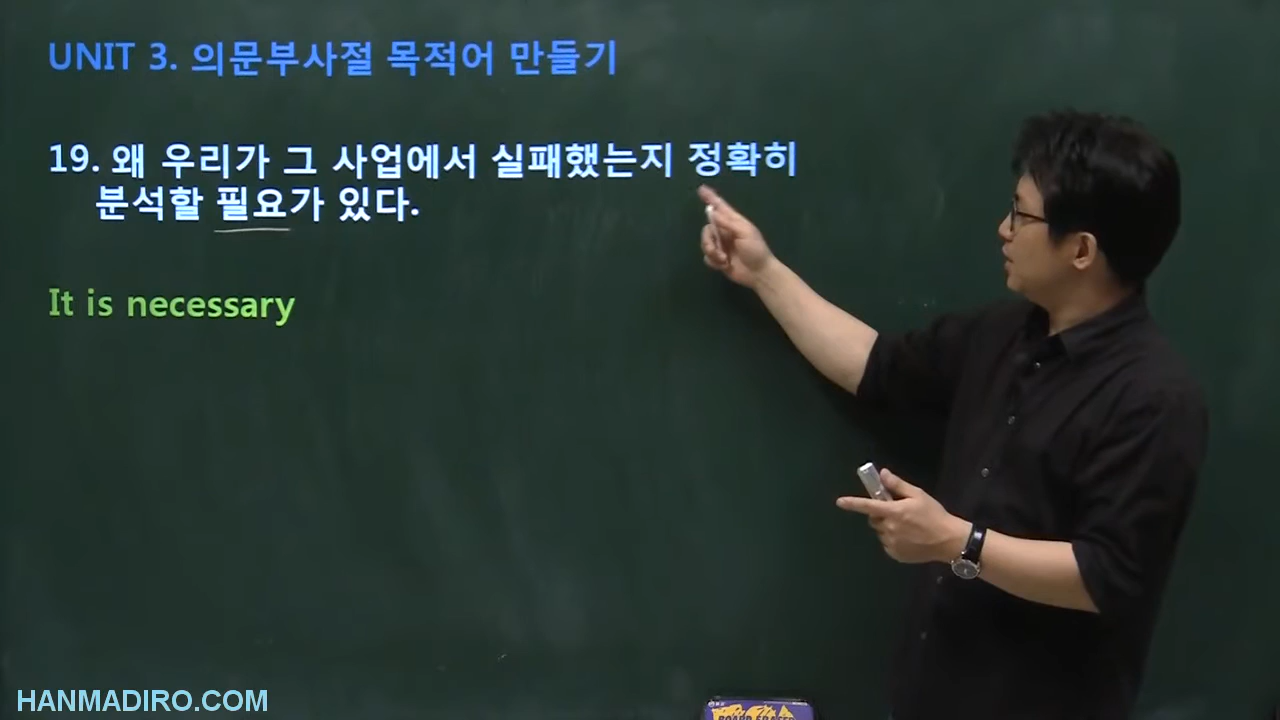 UNIT 3. 의문부사절 목적어 만들기
19. 왜 우리가 그 사업에서 실패했는지 정확히
분석할 필요가 있다.
It is necessary
HANMADIRO.COM
BOARD ERASER